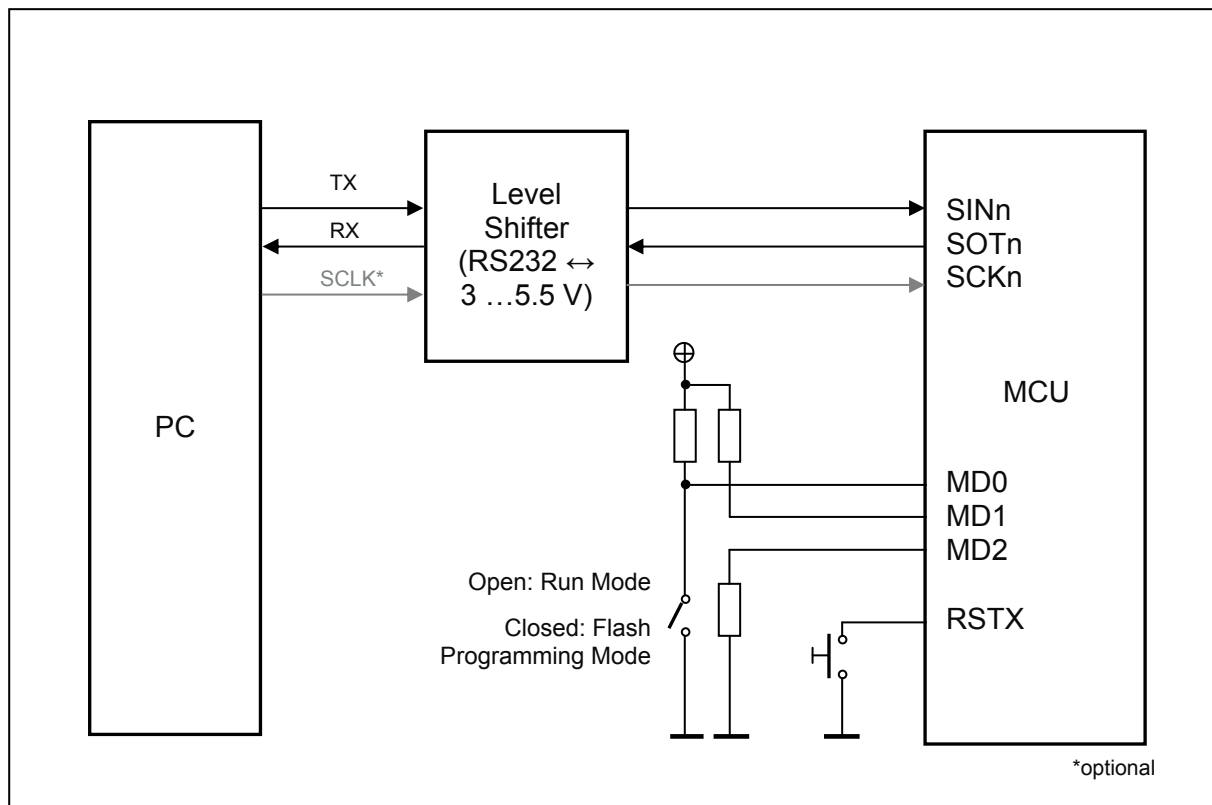 PC
TX
RX
SCLK*
Level
Shifter
(RS232 ↔
3 …5.5 V)
SINn
SOTn
SCKn
MCU
MD0
MD1
MD2
RSTX
Open: Run Mode
Closed: Flash
Programming Mode
*optional